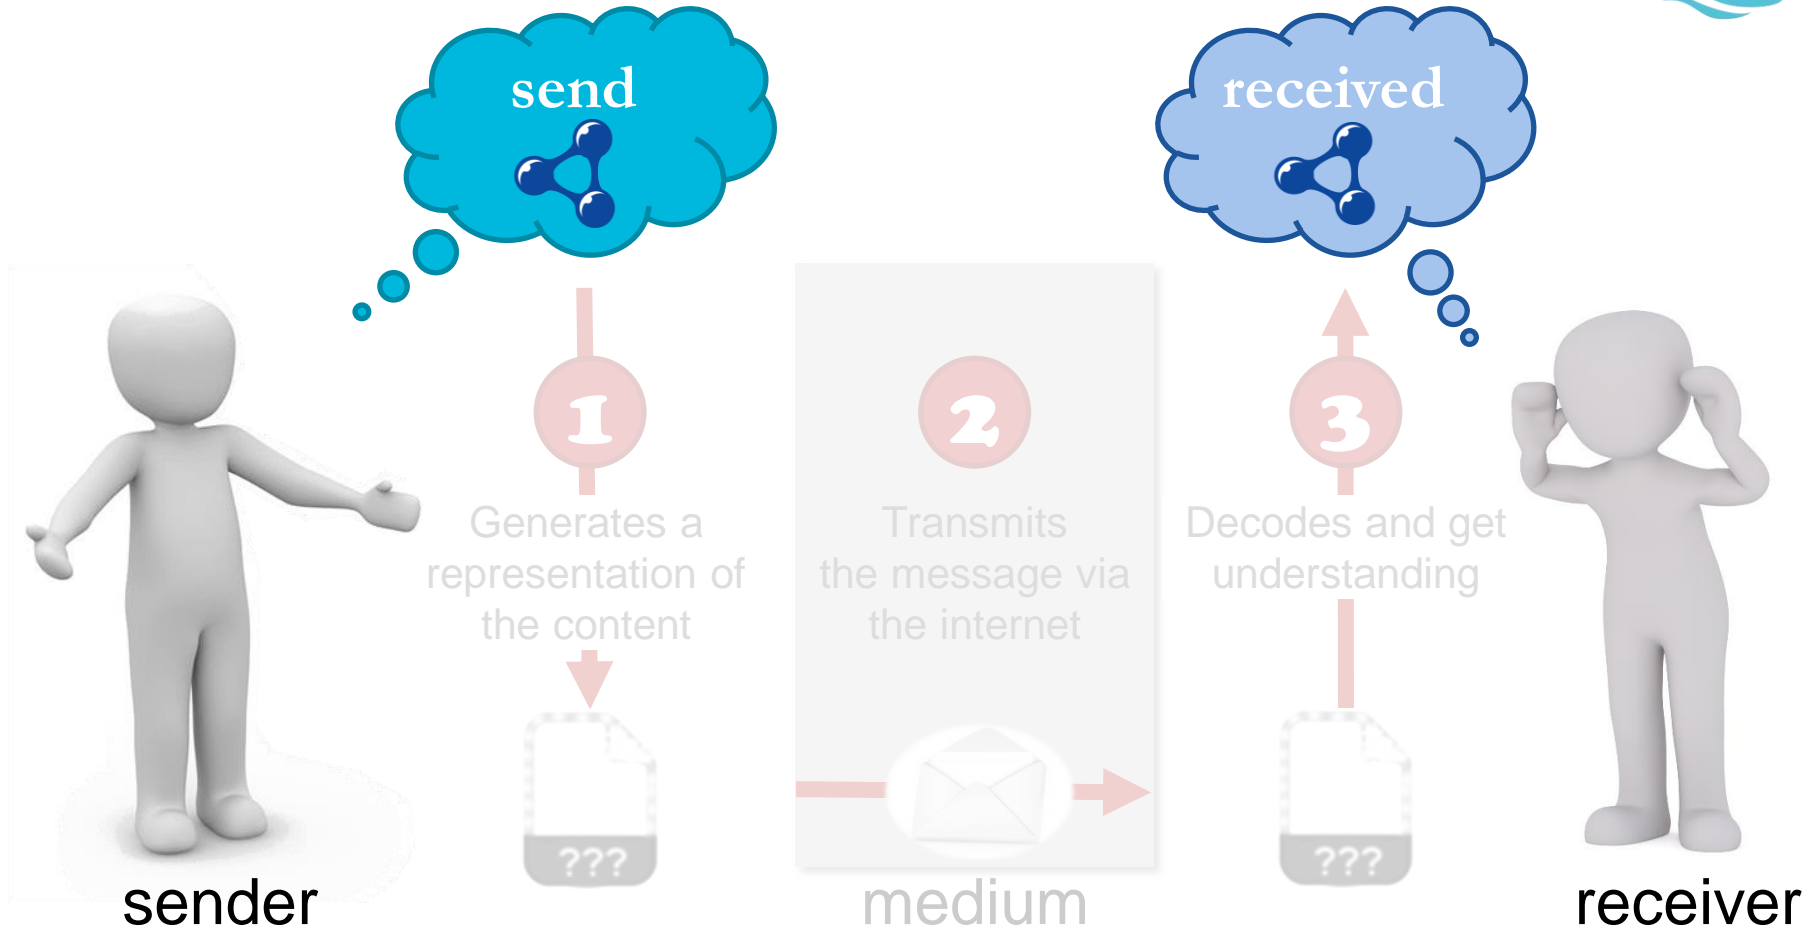 send
received
1
2
3
Generates a
representation of
the content
Transmits
the message via
the internet
Decodes and get
understanding
???
???
sender
medium
receiver